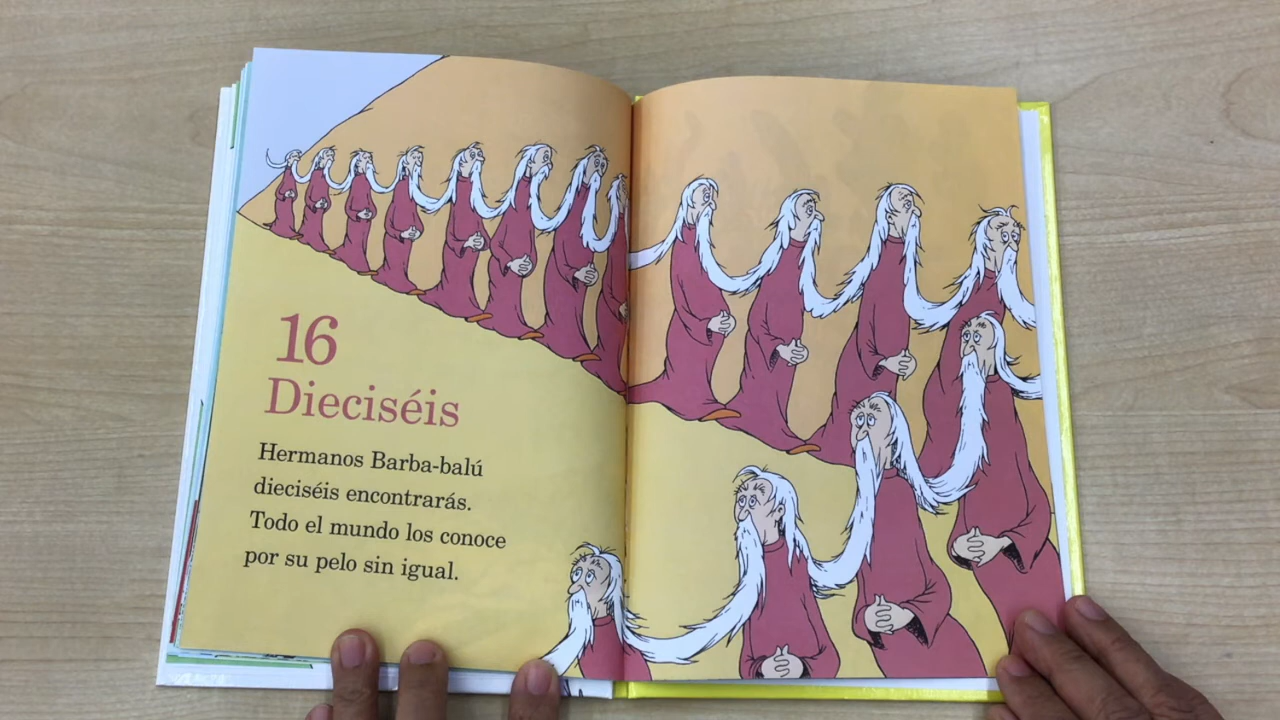 16
Dieciséis
Hermanos Barba-balú
dieciséis encontrarás.
Todo el mundo los conoce
por su pelo sin igual.